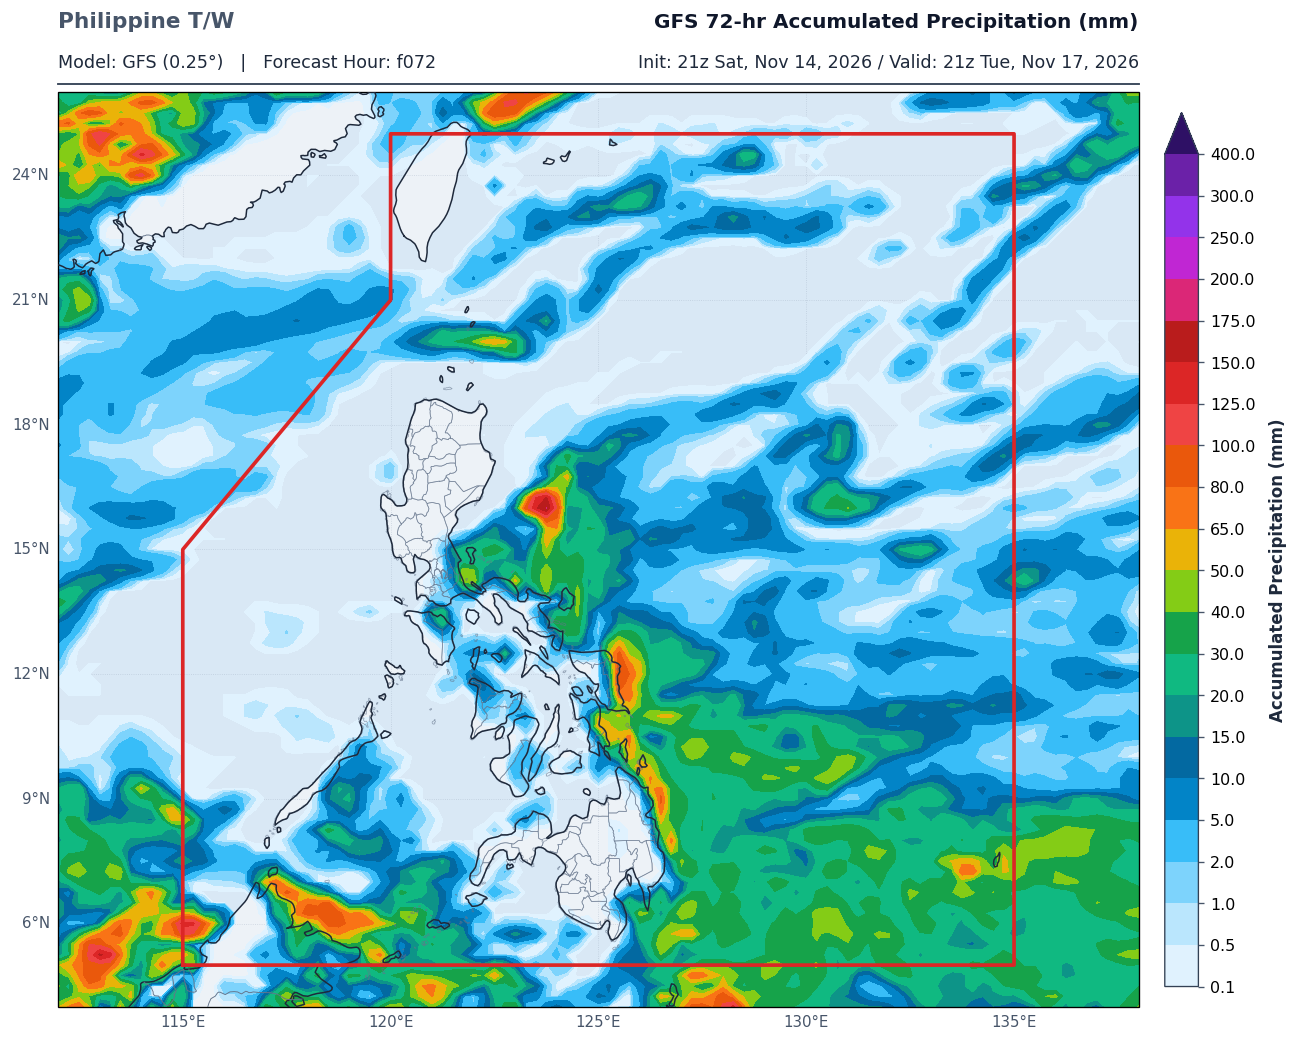 Philippine T/W
GFS 72-hr Accumulated Precipitation (mm)
Model: GFS (0.25°) | Forecast Hour: f072
Init: 21z Sat, Nov 14, 2026 / Valid: 21z Tue, Nov 17, 2026
24°N
21°N
18°N
15°N
12°N
9°N
6°N
115°E
120°E
125°E
130°E
135°E
400.0
300.0
250.0
200.0
175.0
150.0
125.0
100.0
80.0
65.0
50.0
40.0
30.0
20.0
15.0
10.0
5.0
2.0
1.0
0.5
0.1
Accumulated Precipitation (mm)